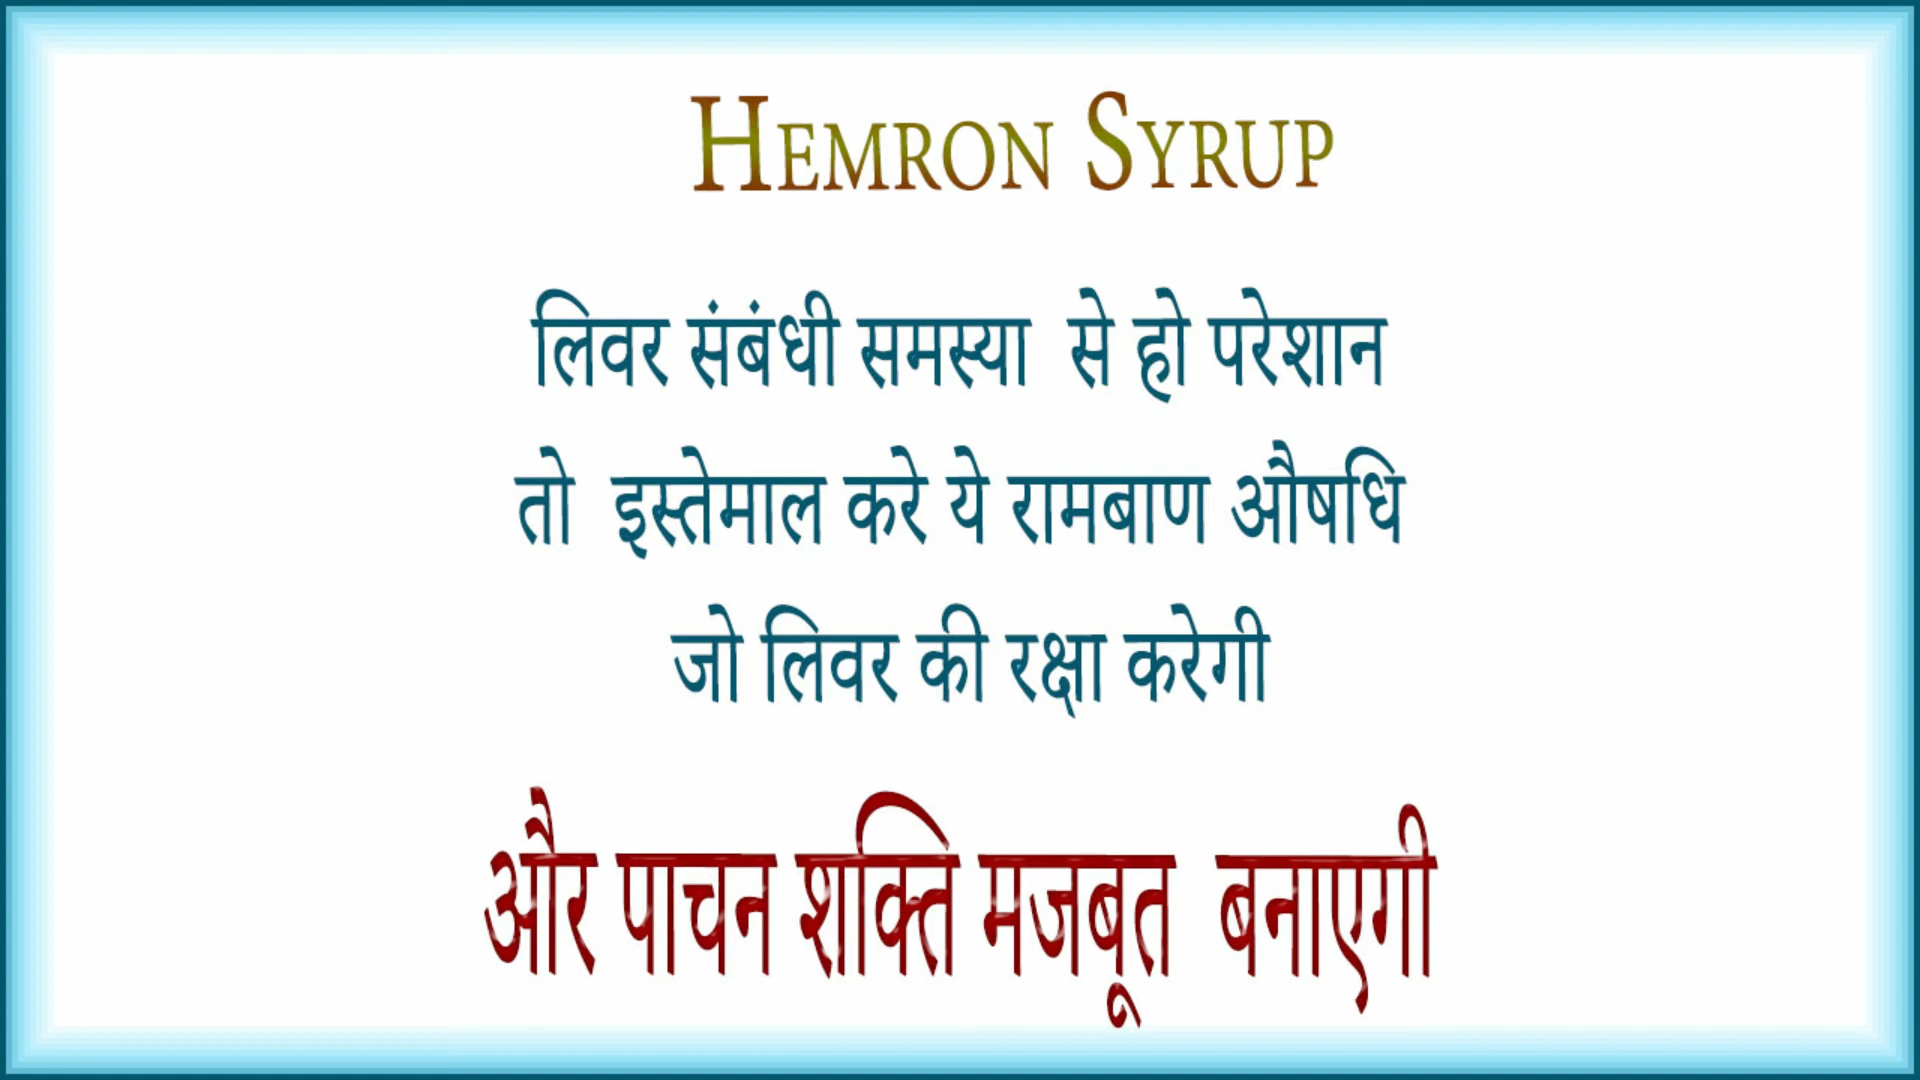 Hemron Syrup
लिवर संबंधी समस्या से हो परेशान
तो इस्तेमाल करे ये रामबाण औषधि
जो लिवर की रक्षा करेगी
और पाचन शक्ति मजबूत बनाएगी